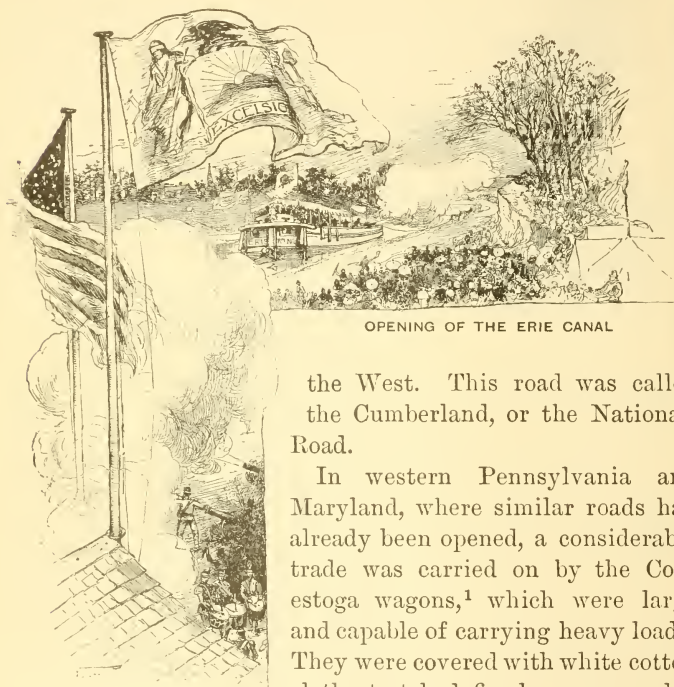 EXCELSIO
OPENING OF THE ERIE CANAL
the West. This road was calle
the Cumberland, or the Nationa
Road.
In western Pennsylvania an
Maryland, where similar roads ha
already been opened, a considerab
trade was carried on by the Co
estoga wagons,¹ which were larg
and capable of carrying heavy load
They were covered with white cotto